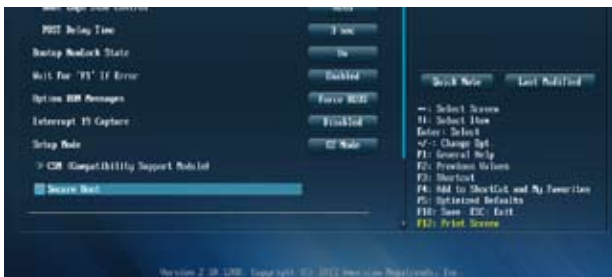 POST Delay Time
3 sec
Bootup NumLock State
On
Wait For 'F1' If Error
Enabled
Option ROM Messages
Force BIOS
Interrupt 19 Capture
Disabled
Setup Mode
EZ Mode
> CSM (Compatibility Support Module)
> Secure Boot
Quick Note
Last Modified
→←: Select Screen
↑↓: Select Item
Enter: Select
+/-: Change Opt.
F1: General Help
F2: Previous Values
F3: Shortcut
F4: Add to ShortCut and My Favorites
F5: Optimized Defaults
F10: Save ESC: Exit
F12: Print Screen
Version 2.10.1208. Copyright (C) 2012 American Megatrends, Inc.